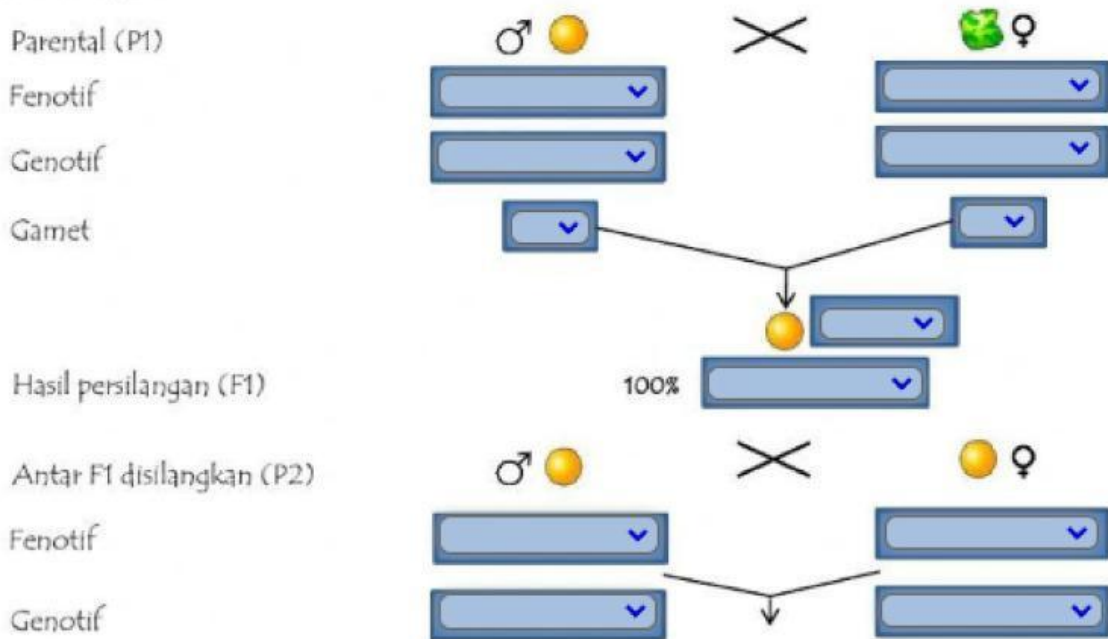 Parental (P1) ♂ ♀
Fenotif
Genotif
Gamet
Hasil persilangan (F1) 100%
Antar F1 disilangkan (P2) ♂ ♀
Fenotif
Genotif